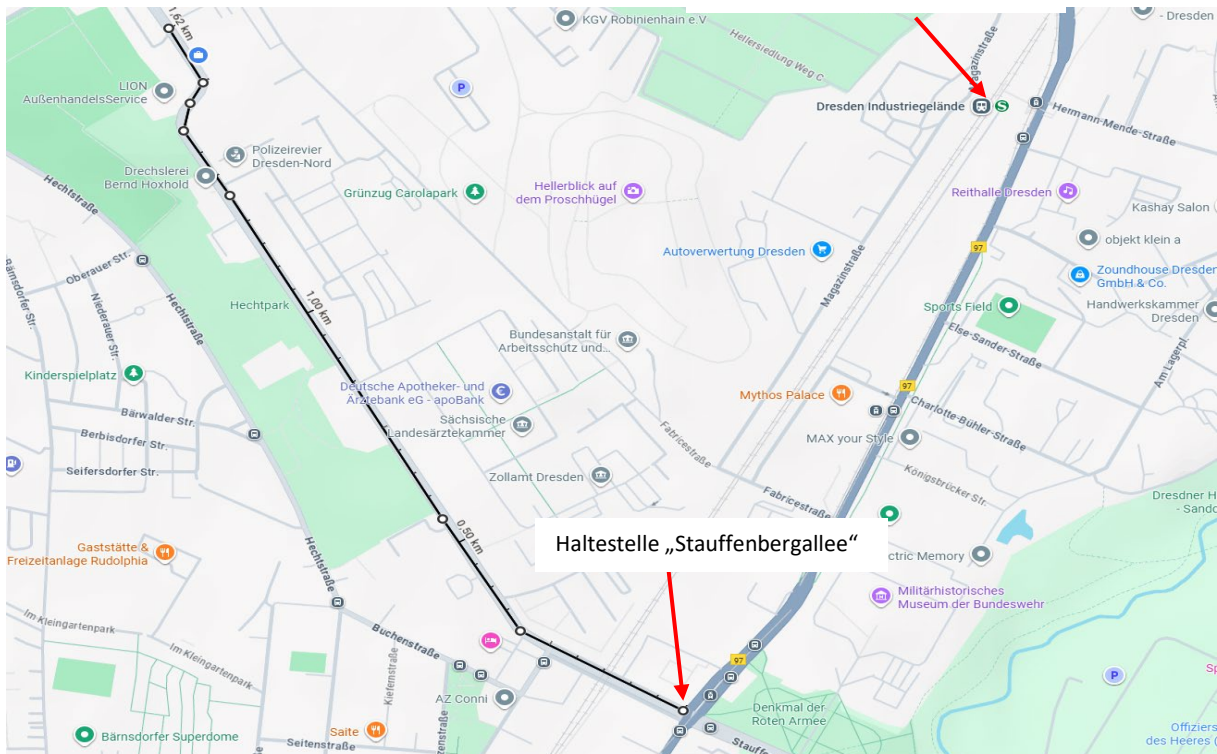 1,62 km
KGV Robinienhain e.V
- Dresden
Hellersiedlung Weg C
Magazinstraße
LION
AußenhandelsService
Dresden Industriegelände
S
P
Hermann-Mende-Straße
Polizeirevier
Dresden-Nord
Drechslerei
Bernd Hoxhold
Hechtstraße
Grünzug Carolapark
Hellerblick auf
dem Proschhügel
Reithalle Dresden
Kashay Salon
objekt klein a
97
Autoverwertung Dresden
Zoundhouse Dresden
GmbH & Co.
Oberauer Str.
Bärnsdorfer Str.
Niederauer Str.
Hechtstraße
Hechtpark
1,00 km
Magazinstraße
Sports Field
Handwerkskammer
Dresden
Else-Sander-Straße
Am Lagerpl.
Bundesanstalt für
Arbeitsschutz und...
Kinderspielplatz
Deutsche Apotheker- und
Ärztebank eG - apoBank
97
Mythos Palace
Charlotte-Bühler-Straße
Bärwalder Str.
Sächsische
Landesärztekammer
Berbisdorfer Str.
MAX your Style
Fabricestraße
Seifersdorfer Str.
Zollamt Dresden
Königsbrücker Str.
Fabricestraße
Dresdner H
- Sando
0,50 km
Haltestelle „Stauffenbergallee“
Gaststätte &
Freizeitanlage Rudolphia
Hechtstraße
ctric Memory
Militärhistorisches
Museum der Bundeswehr
Im Kleingartenpark
Im Kleingartenpark
Buchenstraße
Kiefernstraße
97
P
Sp
AZ Conni
Denkmal der
Roten Armee
Saite
Bärnsdorfer Superdome
Seitenstraße
Stauffe
Offiziers
des Heeres (